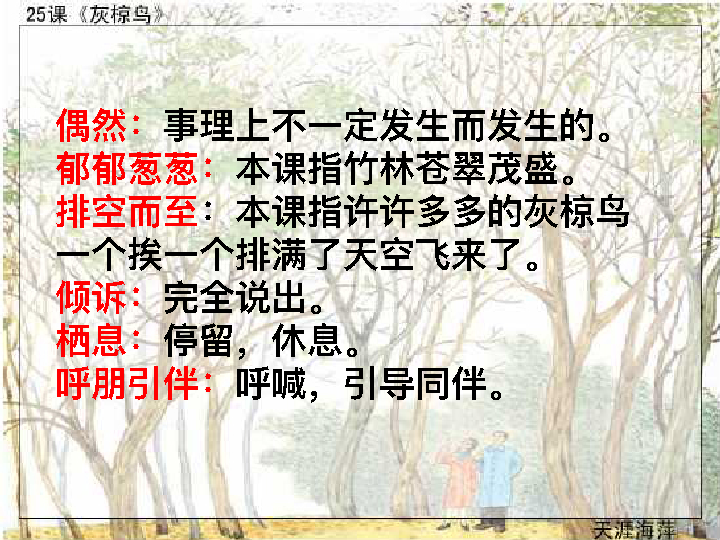 25课《灰椋鸟》
偶然：事理上不一定发生而发生的。
郁郁葱葱：本课指竹林苍翠茂盛。
排空而至：本课指许许多多的灰椋鸟
一个挨一个排满了天空飞来了。
倾诉：完全说出。
栖息：停留，休息。
呼朋引伴：呼喊，引导同伴。
天涯海萍